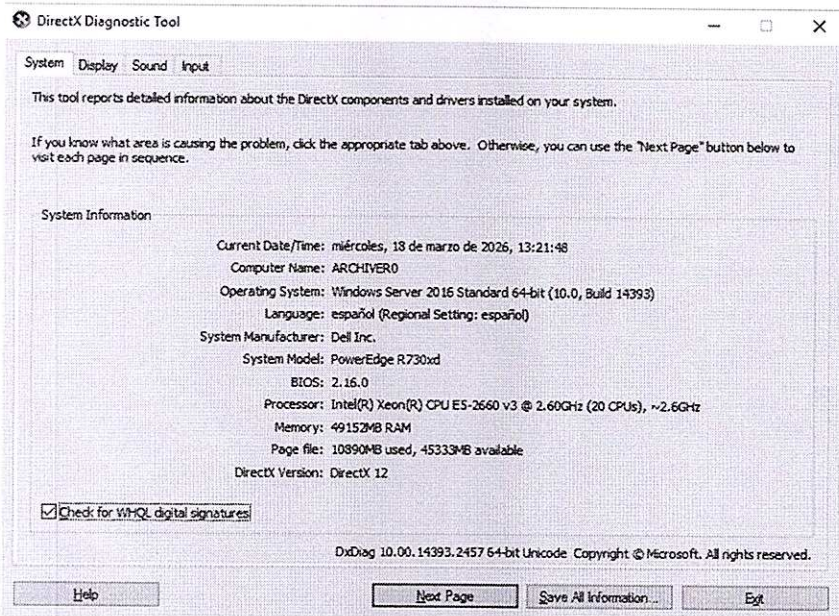 DirectX Diagnostic Tool
System Display Sound Input
This tool reports detailed information about the DirectX components and drivers installed on your system.
If you know what area is causing the problem, click the appropriate tab above. Otherwise, you can use the "Next Page" button below to
visit each page in sequence.
System Information
Current Date/Time: miércoles, 18 de marzo de 2026, 13:21:48
Computer Name: ARCHIVER0
Operating System: Windows Server 2016 Standard 64-bit (10.0, Build 14393)
Language: español (Regional Setting: español)
System Manufacturer: Dell Inc.
System Model: PowerEdge R730xd
BIOS: 2.16.0
Processor: Intel(R) Xeon(R) CPU E5-2660 v3 @ 2.60GHz (20 CPUs), ~2.6GHz
Memory: 49152MB RAM
Page file: 10890MB used, 45333MB available
DirectX Version: DirectX 12
Check for WHQL digital signatures
DxDiag 10.00.14393.2457 64-bit Unicode Copyright © Microsoft. All rights reserved.
Help Next Page Save All Information... Exit